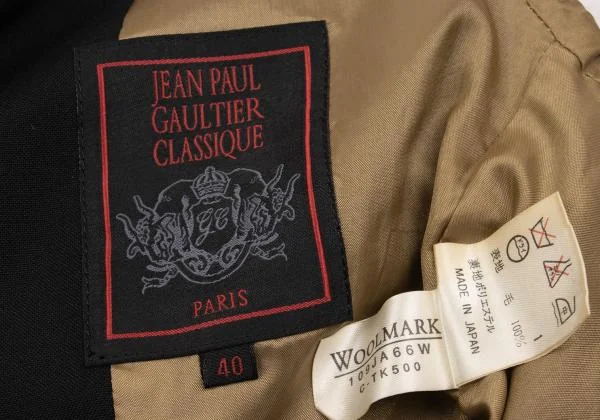 JEAN PAUL
GAULTIER
CLASSIQUE
PARIS
40
WOOLMARK
109JA66W
C-TK500
表地 毛 100%
裏地ポリエステル
MADE IN JAPAN